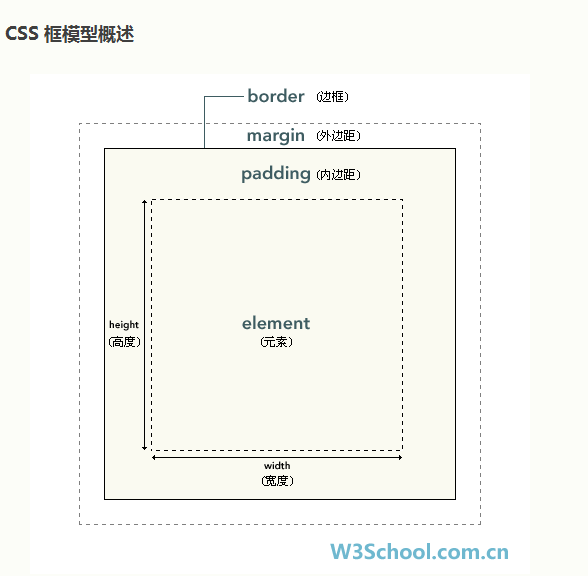 CSS 框模型概述
border (边框)
margin (外边距)
padding (内边距)
element
(元素)
height
(高度)
width
(宽度)
W3School.com.cn